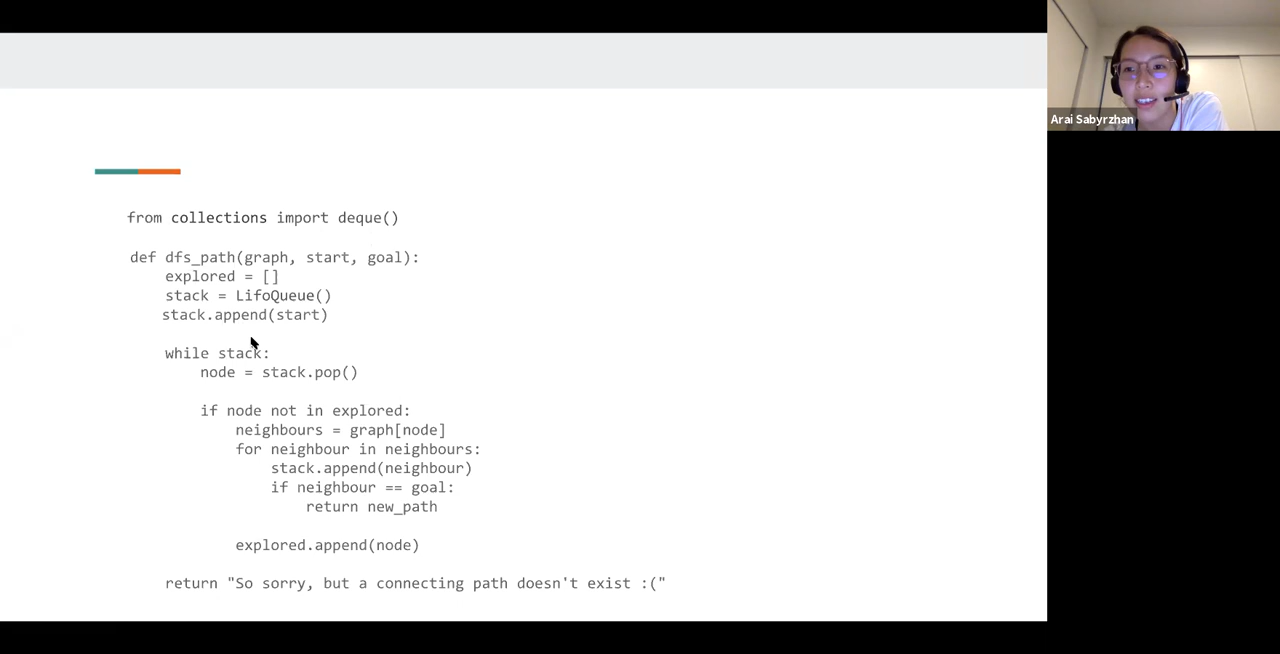 from collections import deque()
def dfs_path(graph, start, goal):
explored = []
stack = LifoQueue()
stack.append(start)
while stack:
node = stack.pop()
if node not in explored:
neighbours = graph[node]
for neighbour in neighbours:
stack.append(neighbour)
if neighbour == goal:
return new_path
explored.append(node)
return "So sorry, but a connecting path doesn't exist :("
Arai Sabyrzhan